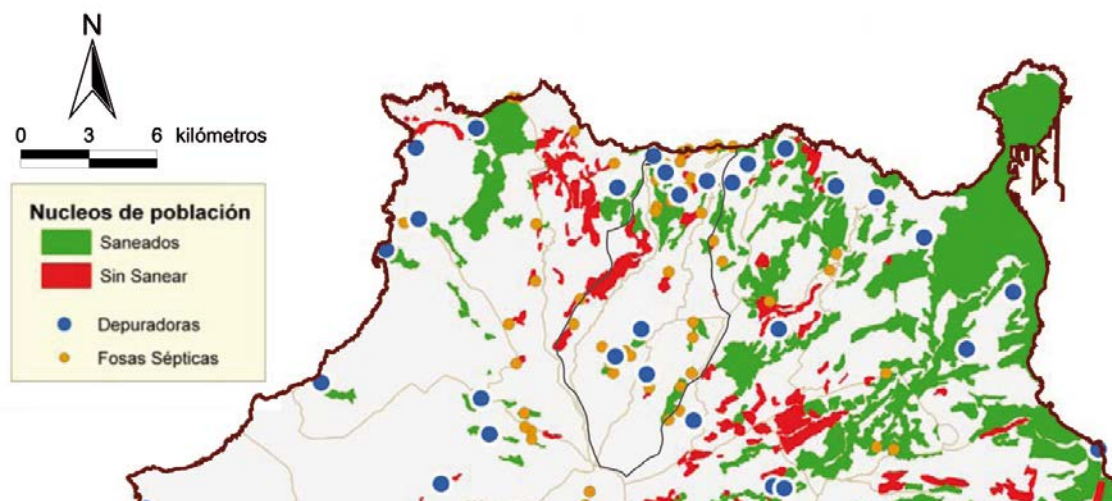 N
0 3 6 kilómetros
Nucleos de población
Saneados
Sin Sanear
Depuradoras
Fosas Sépticas